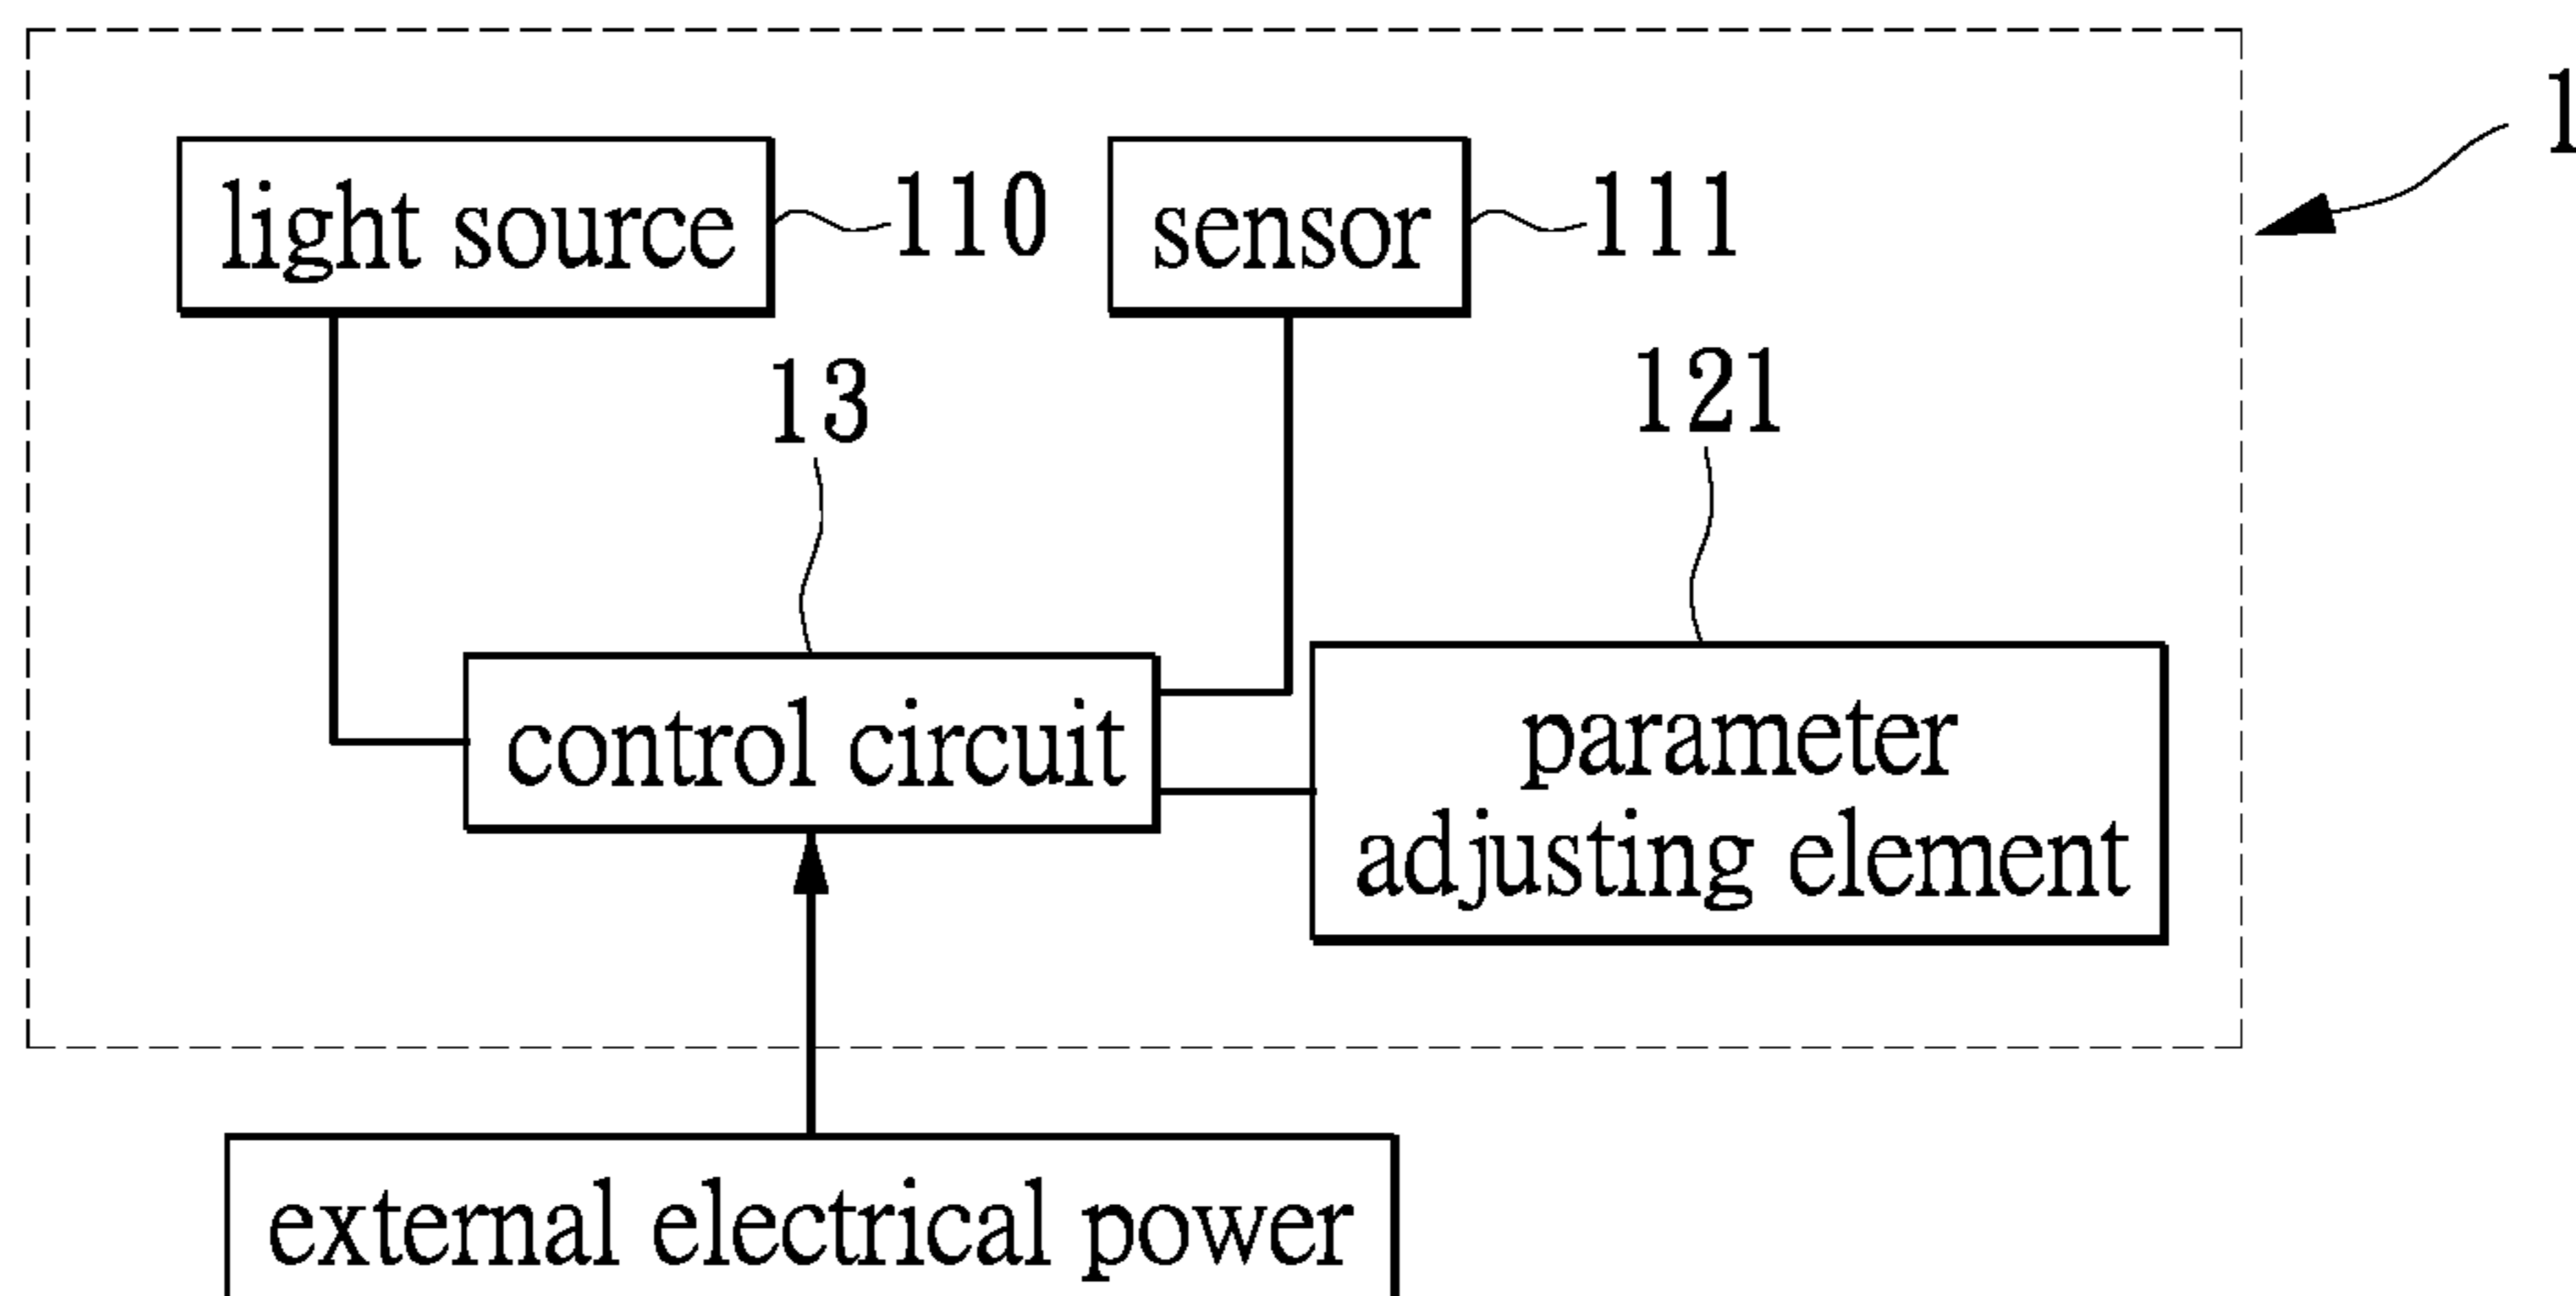 1
light source
110
sensor
111
13
121
control circuit
parameter
adjusting element
external electrical power